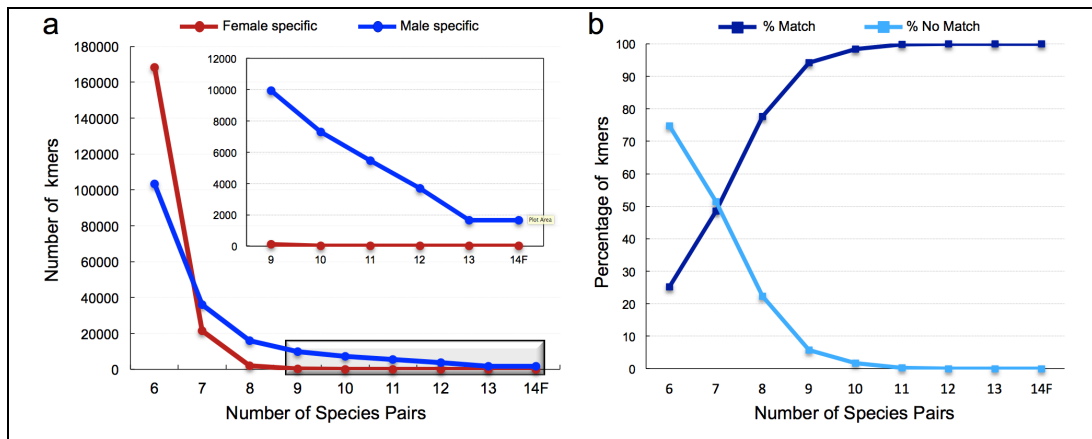 a
Female specific
Male specific
180000
160000
140000
120000
100000
80000
60000
40000
20000
0
Number of kmers
6 7 8 9 10 11 12 13 14F
Number of Species Pairs
12000
10000
8000
6000
4000
2000
0
9 10 11 12 13 14F
Plot Area
b
% Match
% No Match
100
90
80
70
60
50
40
30
20
10
0
Percentage of kmers
6 7 8 9 10 11 12 13 14F
Number of Species Pairs